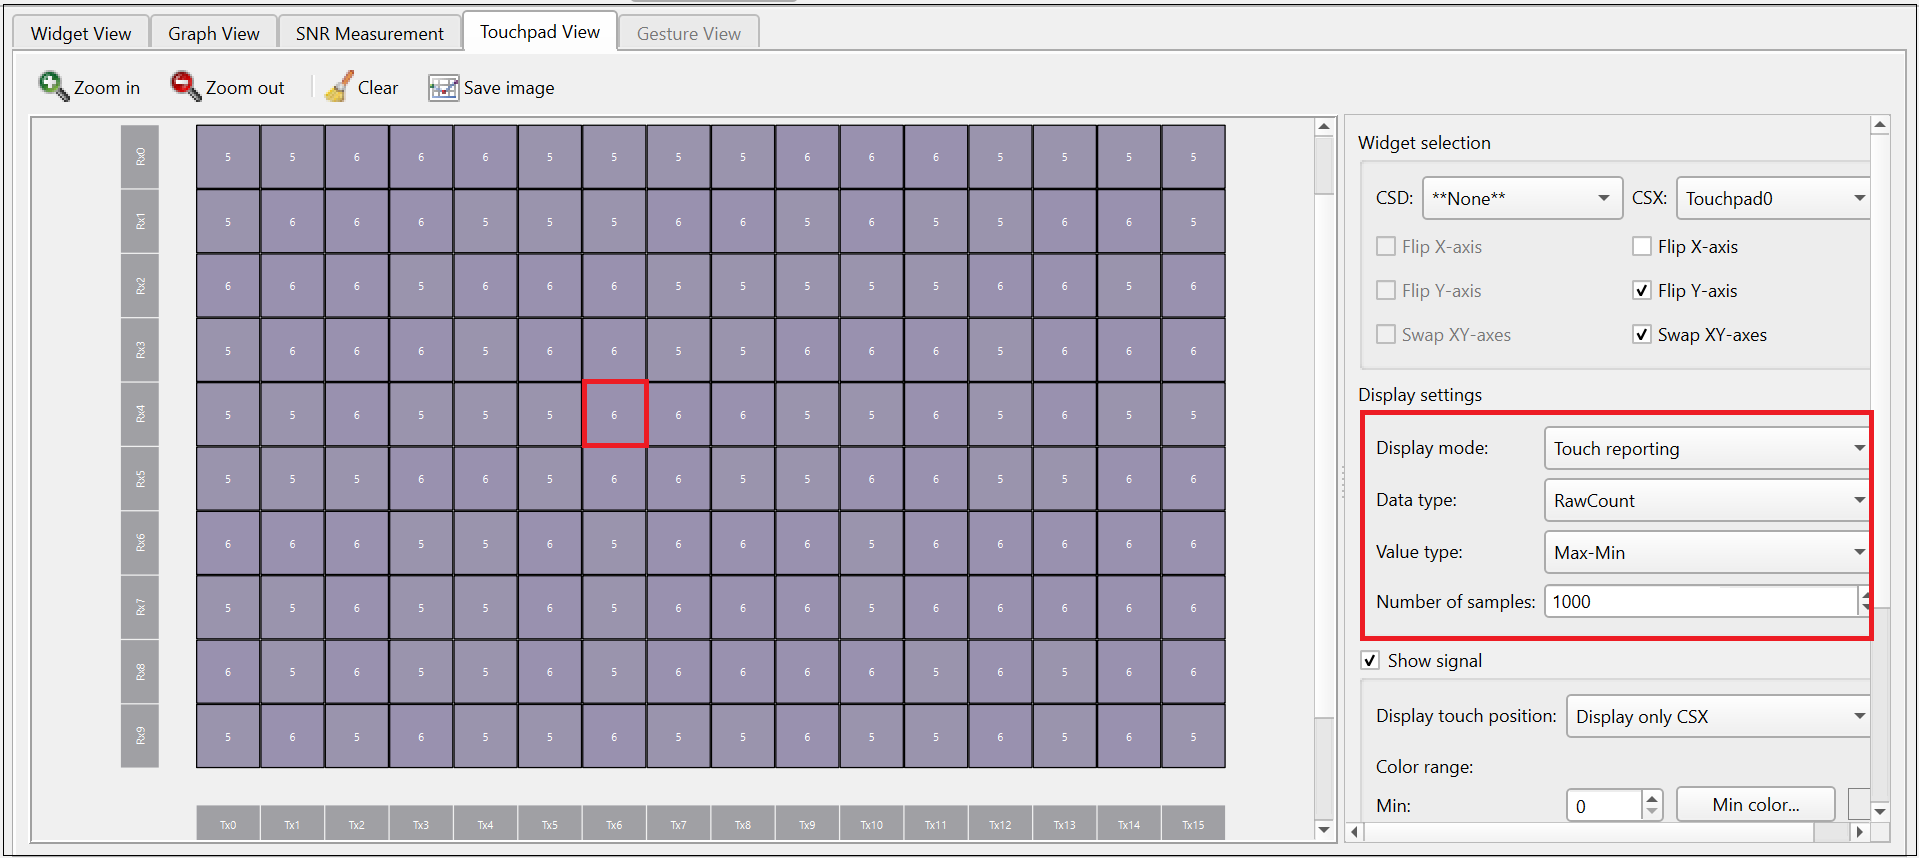 Widget View Graph View SNR Measurement Touchpad View Gesture View
Zoom in Zoom out Clear Save image
Rx0 5 5 6 6 6 5 5 5 5 6 6 6 5 5 5 5
Rx1 5 6 6 6 5 5 5 6 6 5 6 5 5 6 6 5
Rx2 6 6 6 5 6 6 6 5 5 5 5 5 6 6 5 6
Rx3 5 6 6 6 5 6 6 5 5 6 6 6 5 6 6 6
Rx4 5 5 6 5 5 5 6 6 6 5 5 6 5 6 5 5
Rx5 5 5 5 6 6 5 6 6 5 6 5 6 5 5 6 6
Rx6 6 6 6 5 5 6 5 6 6 6 5 5 6 6 6 6
Rx7 5 5 6 5 5 6 5 6 5 6 5 6 6 6 5 6
Rx8 6 5 6 5 5 6 5 6 6 6 6 5 6 5 6 6
Rx9 5 6 5 6 5 5 6 5 5 6 5 5 6 5 6 5
Tx0 Tx1 Tx2 Tx3 Tx4 Tx5 Tx6 Tx7 Tx8 Tx9 Tx10 Tx11 Tx12 Tx13 Tx14 Tx15
Widget selection
CSD: **None** CSX: Touchpad0
Flip X-axis Flip X-axis
Flip Y-axis Flip Y-axis
Swap XY-axes Swap XY-axes
Display settings
Display mode: Touch reporting
Data type: RawCount
Value type: Max-Min
Number of samples: 1000
Show signal
Display touch position: Display only CSX
Color range:
Min: 0 Min color...